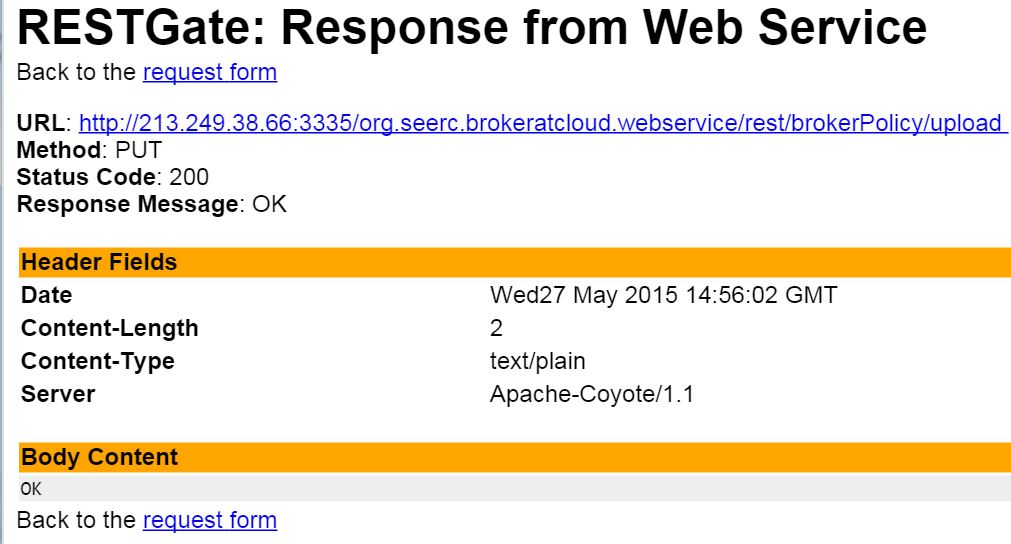 RESTGate: Response from Web Service
Back to the request form
URL: http://213.249.38.66:3335/org.seerc.brokeratcloud.webservice/rest/brokerPolicy/upload
Method: PUT
Status Code: 200
Response Message: OK
Header Fields
Date Wed27 May 2015 14:56:02 GMT
Content-Length 2
Content-Type text/plain
Server Apache-Coyote/1.1
Body Content
OK
Back to the request form